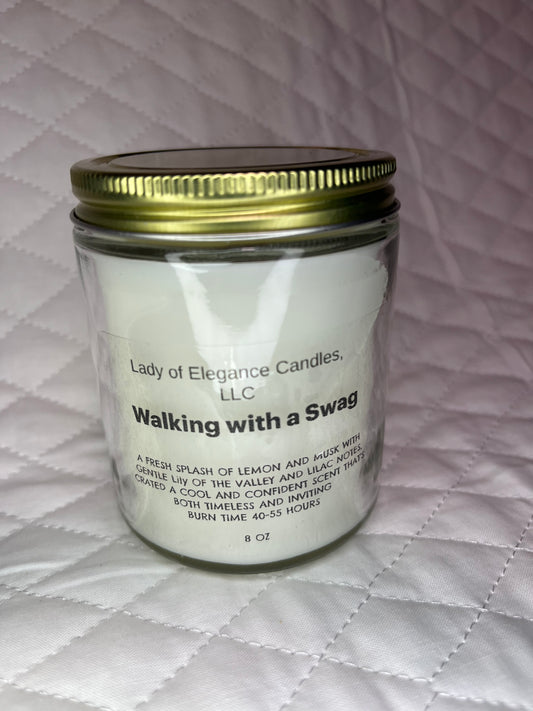 Lady of Elegance Candles,
LLC
Walking with a Swag
A FRESH SPLASH OF LEMON AND MUSK WITH
GENTLE LILY OF THE VALLEY AND LILAC NOTES.
CRATED A COOL AND CONFIDENT SCENT THAT'S
BOTH TIMELESS AND INVITING
BURN TIME 40-55 HOURS
8 OZ